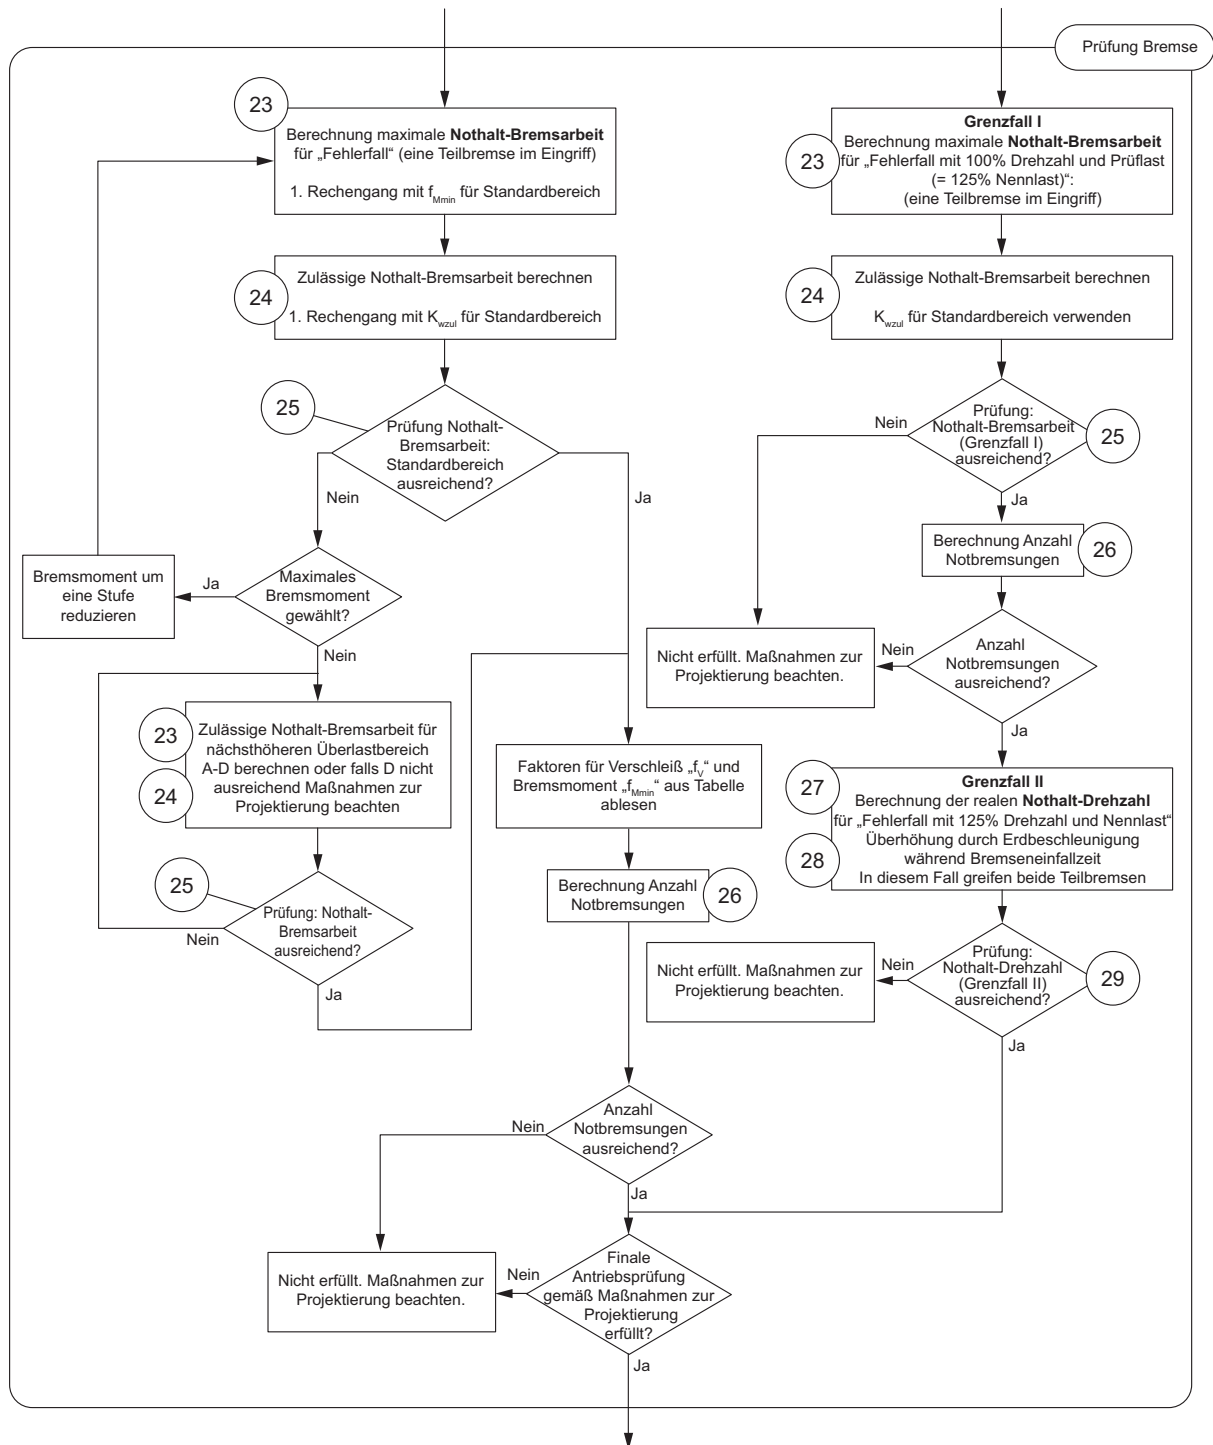 Prüfung Bremse
23
Berechnung maximale Nothalt-Bremsarbeit
für „Fehlerfall“ (eine Teilbremse im Eingriff)
1. Rechengang mit fMmin für Standardbereich
24
Zulässige Nothalt-Bremsarbeit berechnen
1. Rechengang mit Kwzul für Standardbereich
25
Prüfung Nothalt-
Bremsarbeit:
Standardbereich
ausreichend?
Nein
Ja
Bremsmoment um
eine Stufe
reduzieren
Ja
Maximales
Bremsmoment
gewählt?
Nein
23
24
Zulässige Nothalt-Bremsarbeit für
nächsthöheren Überlastbereich
A-D berechnen oder falls D nicht
ausreichend Maßnahmen zur
Projektierung beachten
25
Prüfung: Nothalt-
Bremsarbeit
ausreichend?
Nein
Ja
Faktoren für Verschleiß „fV“ und
Bremsmoment „fMmin“ aus Tabelle
ablesen
Berechnung Anzahl
Notbremsungen
26
Anzahl
Notbremsungen
ausreichend?
Nein
Ja
Grenzfall I
Berechnung maximale Nothalt-Bremsarbeit
für „Fehlerfall mit 100% Drehzahl und Prüflast
(= 125% Nennlast)“:
(eine Teilbremse im Eingriff)
23
24
Zulässige Nothalt-Bremsarbeit berechnen
Kwzul für Standardbereich verwenden
Prüfung:
Nothalt-Bremsarbeit
(Grenzfall I)
ausreichend?
25
Nein
Ja
Berechnung Anzahl
Notbremsungen
26
Anzahl
Notbremsungen
ausreichend?
Nein
Nicht erfüllt. Maßnahmen zur
Projektierung beachten.
Ja
27
28
Grenzfall II
Berechnung der realen Nothalt-Drehzahl
für „Fehlerfall mit 125% Drehzahl und Nennlast“
Überhöhung durch Erdbeschleunigung
während Bremseneinfallzeit
In diesem Fall greifen beide Teilbremsen
Prüfung:
Nothalt-Drehzahl
(Grenzfall II)
ausreichend?
29
Nein
Nicht erfüllt. Maßnahmen zur
Projektierung beachten.
Ja
Finale
Antriebsprüfung
gemäß Maßnahmen zur
Projektierung
erfüllt?
Nein
Nicht erfüllt. Maßnahmen zur
Projektierung beachten.
Ja